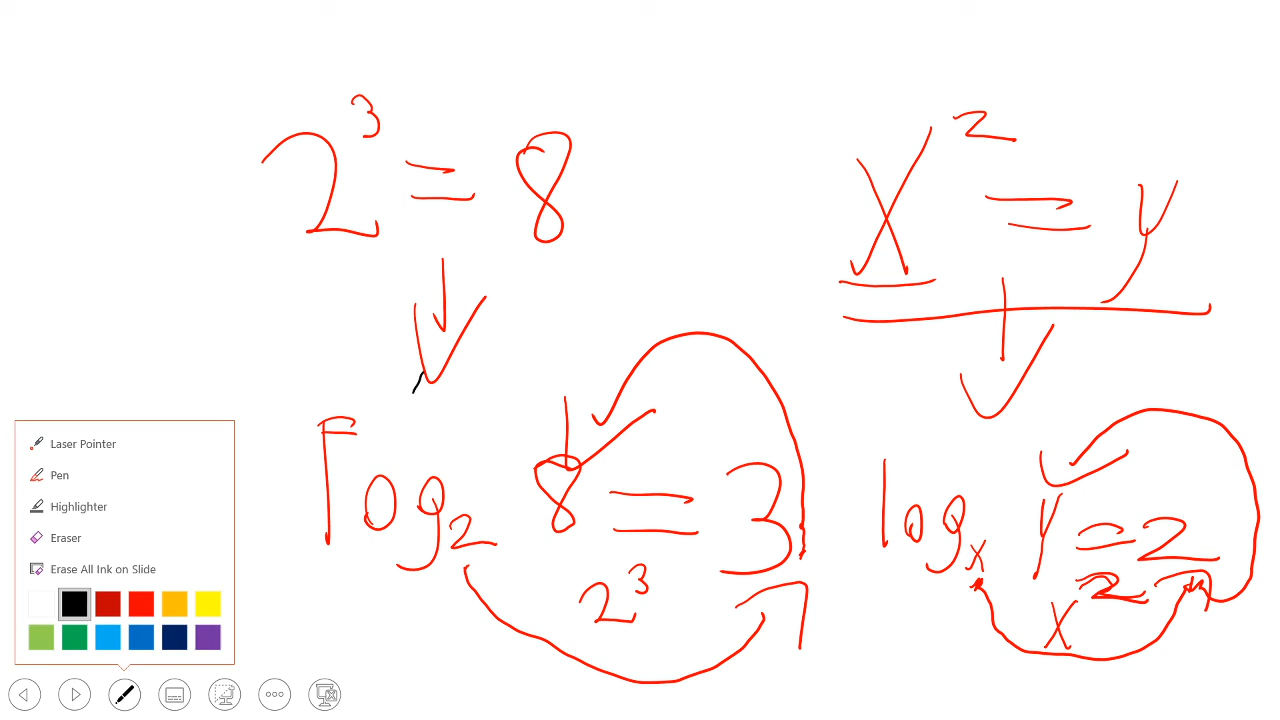 2³ = 8
x² = y
log₂ 8 = 3
2³
logₓ y = 2
x²
Laser Pointer
Pen
Highlighter
Eraser
Erase All Ink on Slide